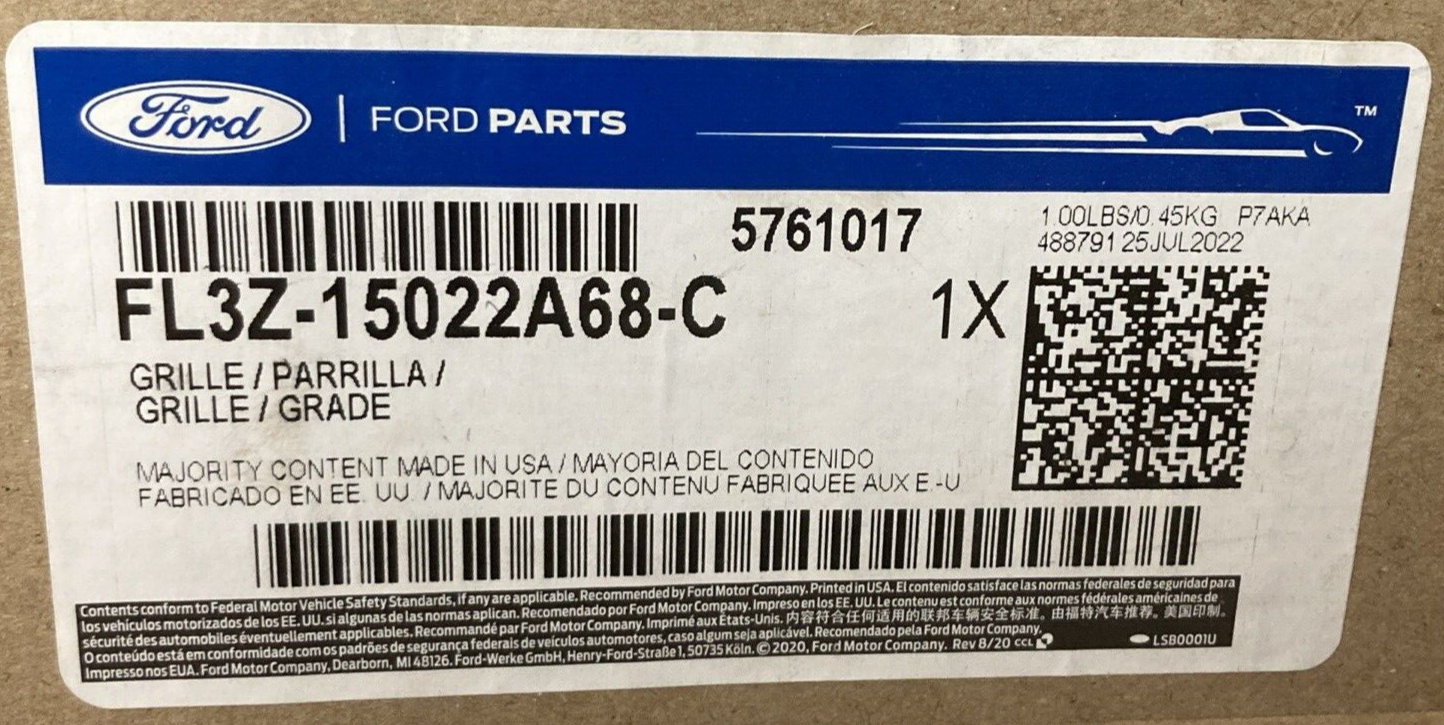 Ford | FORD PARTS ™
5761017
1.00LBS/0.45KG P7AKA
488791 25JUL2022
FL3Z-15022A68-C
1X
GRILLE / PARRILLA /
GRILLE / GRADE
MAJORITY CONTENT MADE IN USA / MAYORIA DEL CONTENIDO
FABRICADO EN EE. UU. / MAJORITE DU CONTENU FABRIQUEE AUX E.-U
Contents conform to Federal Motor Vehicle Safety Standards, if any are applicable. Recommended by Ford Motor Company. Printed in USA. El contenido satisface las normas federales de seguridad para
los vehículos motorizados de los EE. UU. si algunas de las normas aplican. Recomendado por Ford Motor Company. Impreso en los EE. UU. Le contenu est conforme aux normes fédérales américaines de
sécurité des automobiles éventuellement applicables. Recommandé par Ford Motor Company. Imprimé aux États-Unis. 内容符合任何适用的联邦车辆安全标准。由福特汽车推荐。美国印制。
O conteúdo está em conformidade com os padrões de segurança federais de veículos automotores, caso algum seja aplicável. Recomendado pela Ford Motor Company.
Impresso nos EUA. Ford Motor Company, Dearborn, MI 48126. Ford-Werke GmbH, Henry-Ford-Straße 1, 50735 Köln. © 2020, Ford Motor Company. Rev 8/20 CCL
LSB0001U